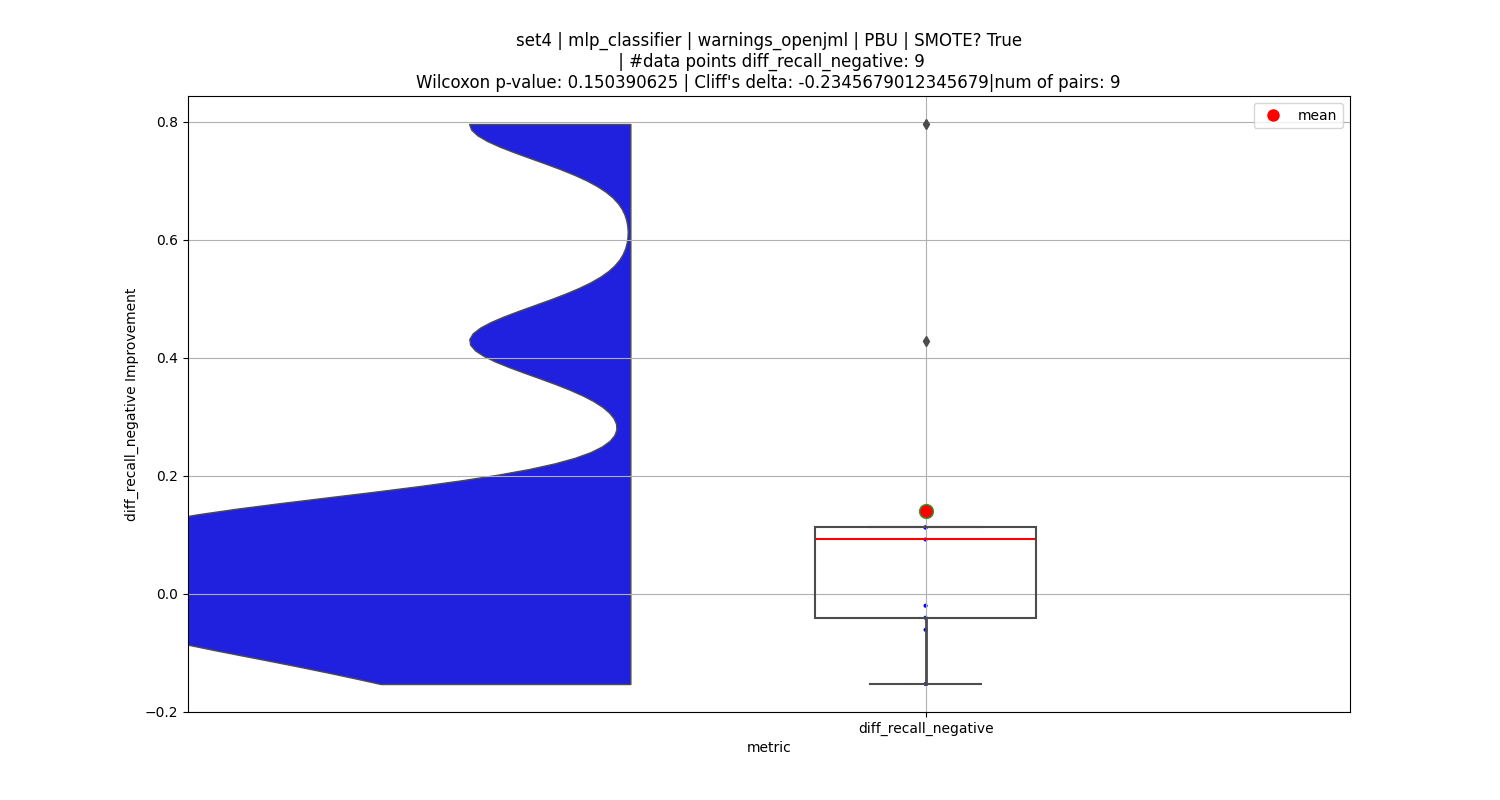 set4 | mlp_classifier | warnings_openjml | PBU | SMOTE? True
| #data points diff_recall_negative: 9
Wilcoxon p-value: 0.150390625 | Cliff's delta: -0.2345679012345679|num of pairs: 9
mean
0.8
0.6
0.4
0.2
0.0
−0.2
diff_recall_negative Improvement
diff_recall_negative
metric